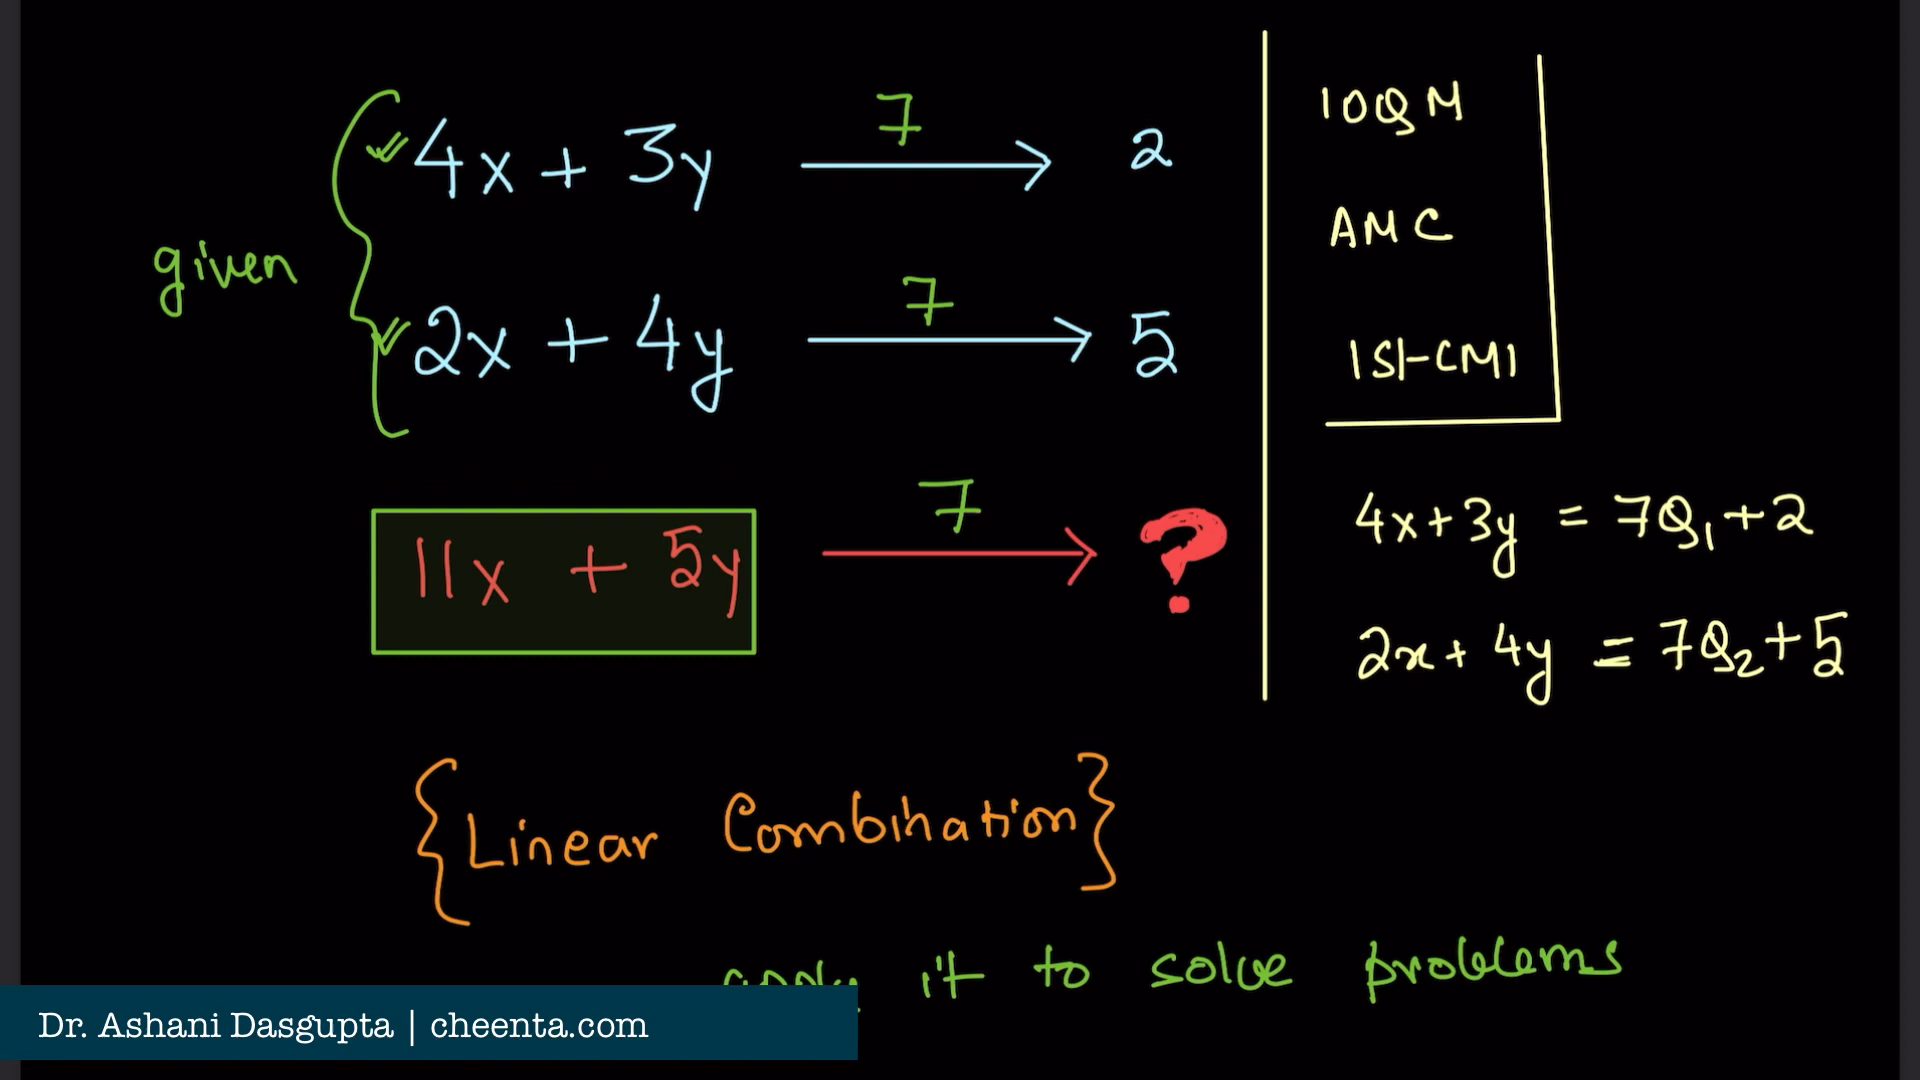 4x + 3y 7 → 2
given
2x + 4y 7 → 5
11x + 5y 7 → ?
{Linear Combination}
it to solve problems
IOQM
AMC
ISI-CMI
4x+3y = 7Q₁+2
2x+4y = 7Q₂+5
Dr. Ashani Dasgupta | cheenta.com